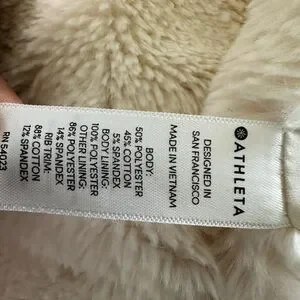 ATHLETA
DESIGNED IN
SAN FRANCISCO
MADE IN VIETNAM
BODY:
50% POLYESTER
45% COTTON
5% SPANDEX
BODY LINING:
100% POLYESTER
OTHER LINING:
86% POLYESTER
14% SPANDEX
RIB TRIM:
88% COTTON
12% SPANDEX
RN 54023